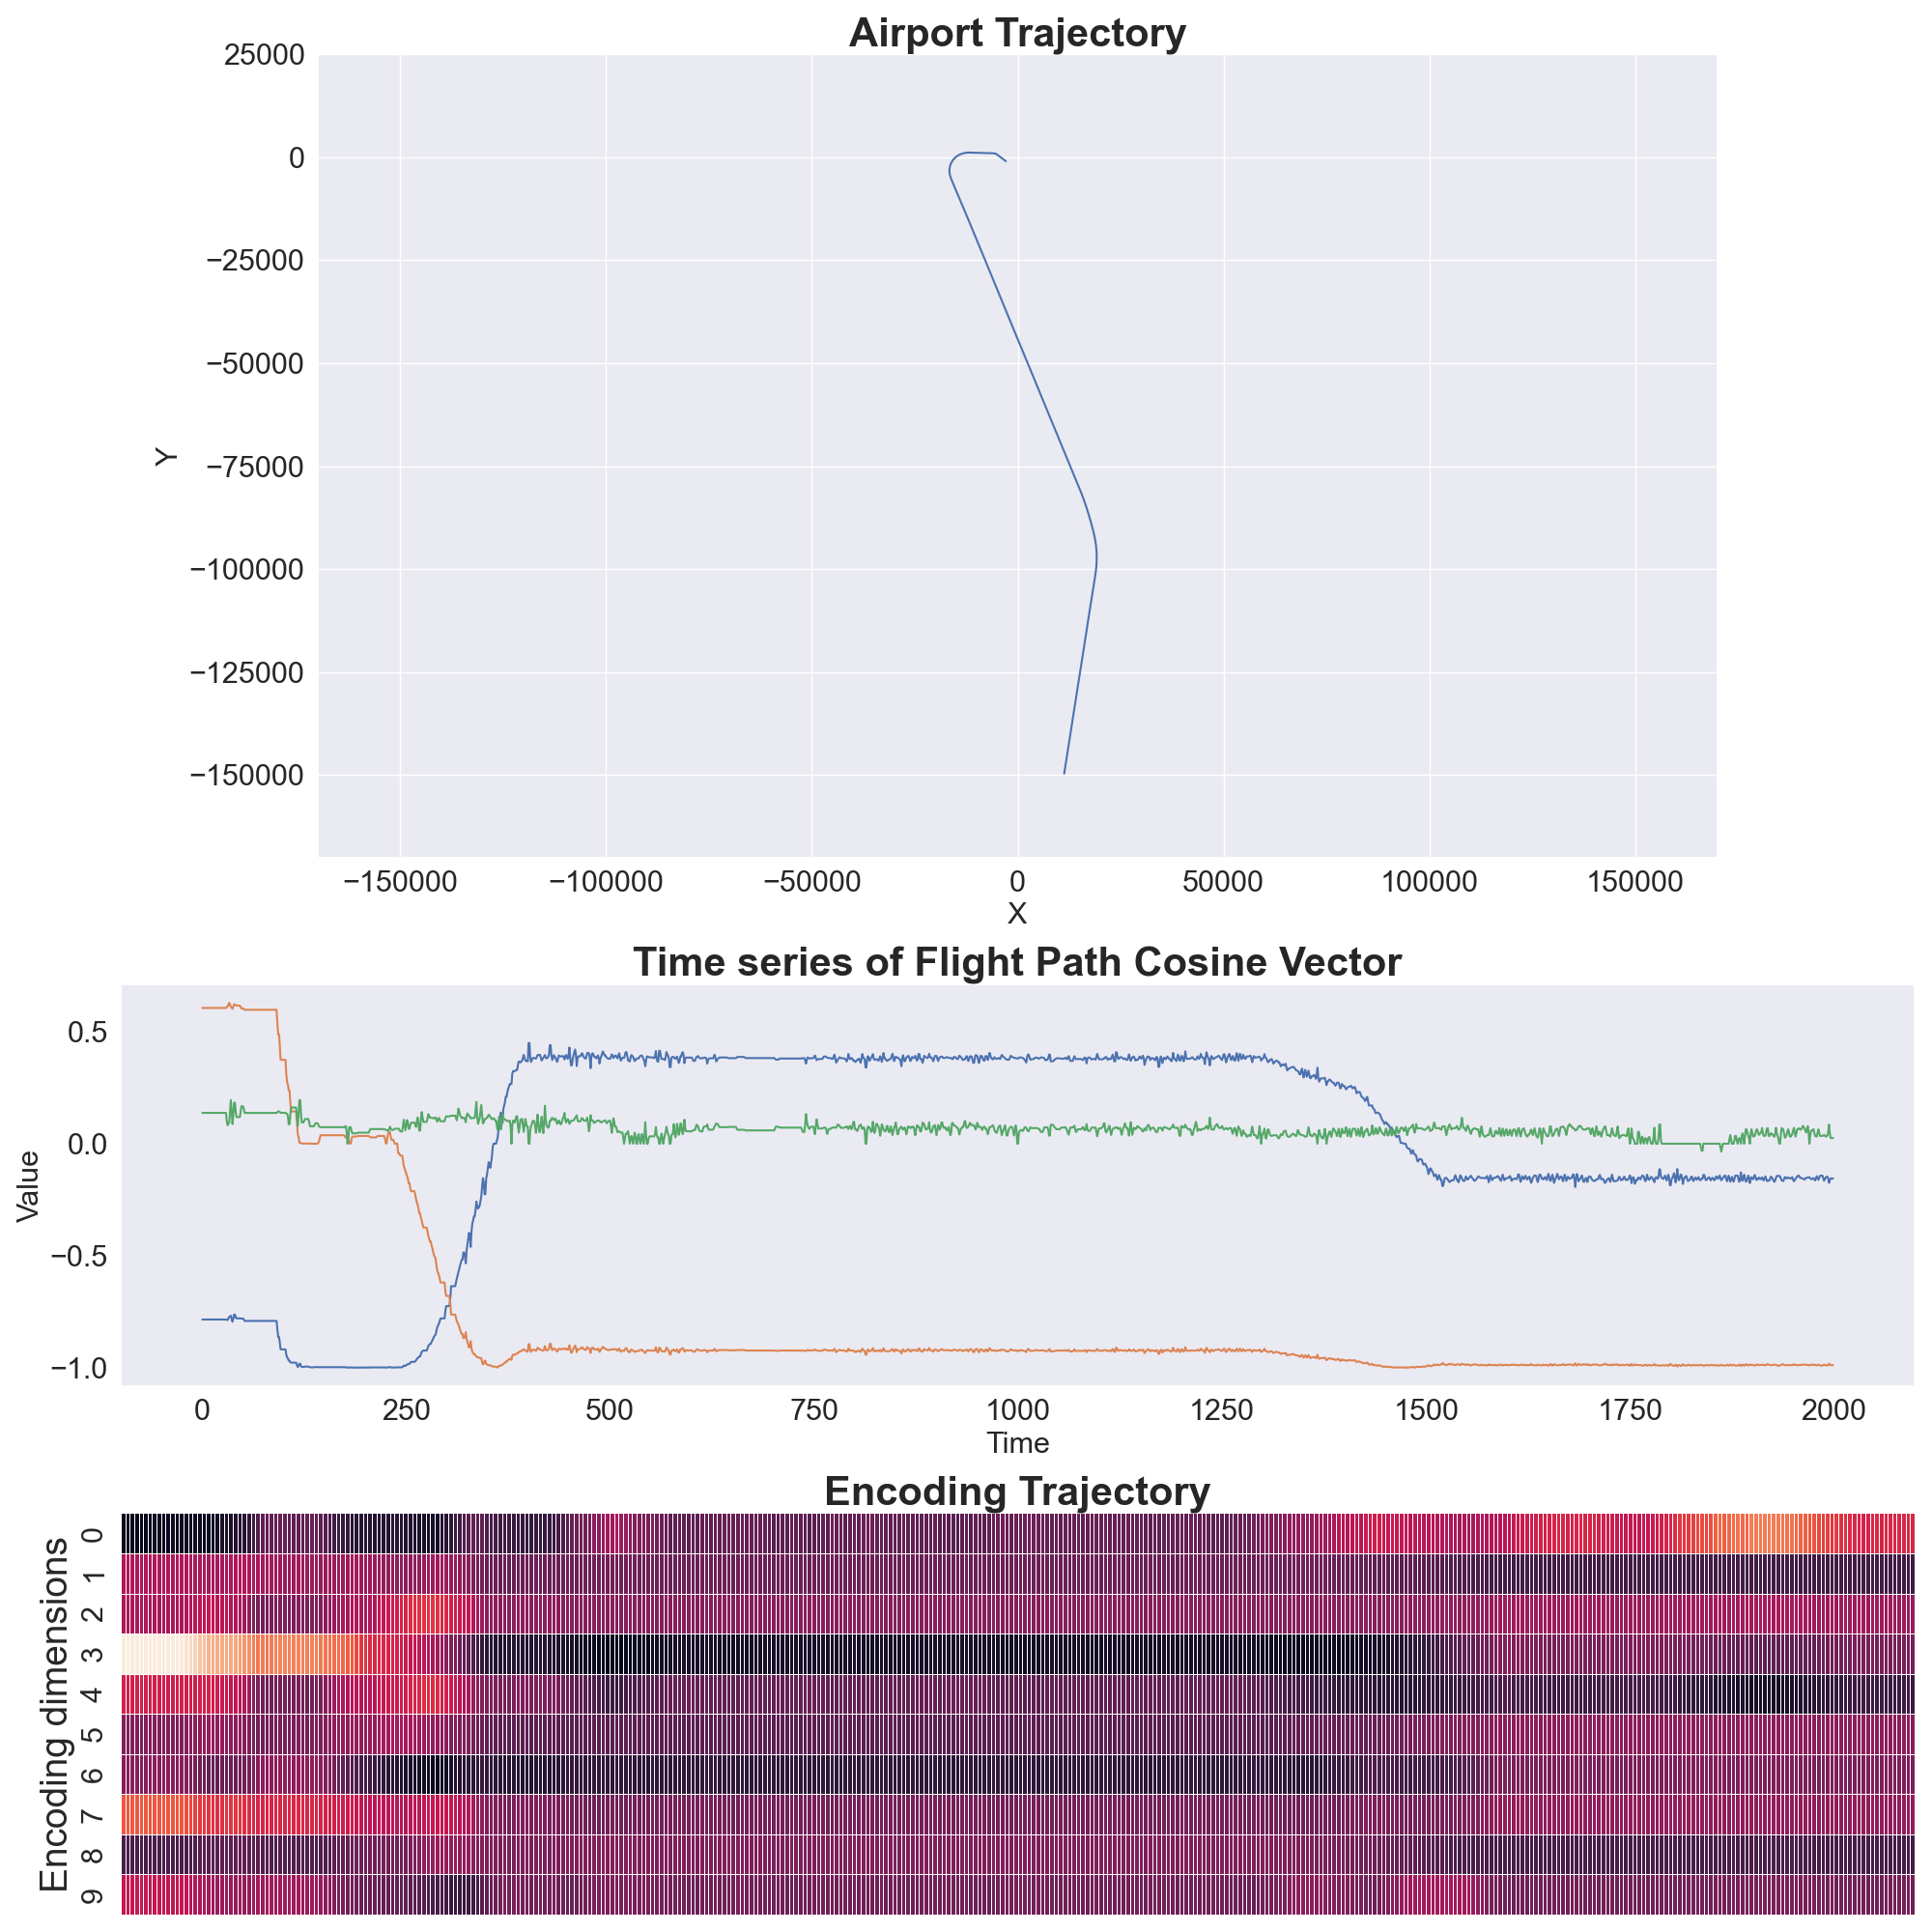 Airport Trajectory
25000
0
−25000
−50000
−75000
−100000
−125000
−150000
Y
−150000 −100000 −50000 0 50000 100000 150000
X
Time series of Flight Path Cosine Vector
0.5
0.0
−0.5
−1.0
Value
0 250 500 750 1000 1250 1500 1750 2000
Time
Encoding Trajectory
0
1
2
3
4
5
6
7
8
9
Encoding dimensions